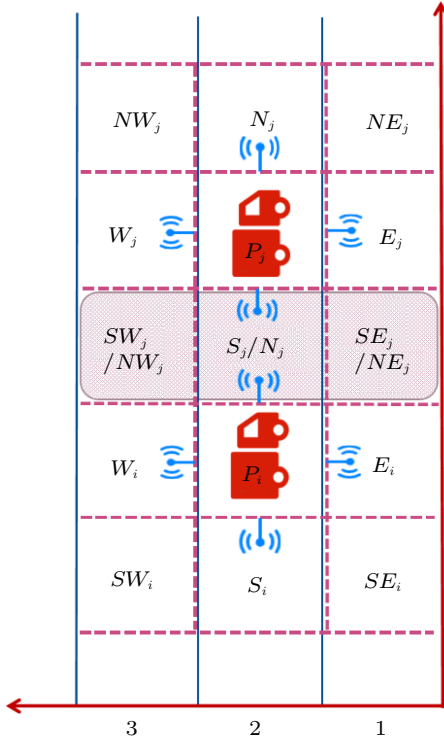 NW_j N_j NE_j
W_j P_j E_j
SW_j S_j/N_j SE_j
/NW_j /NE_j
W_i P_i E_i
SW_i S_i SE_i
3 2 1